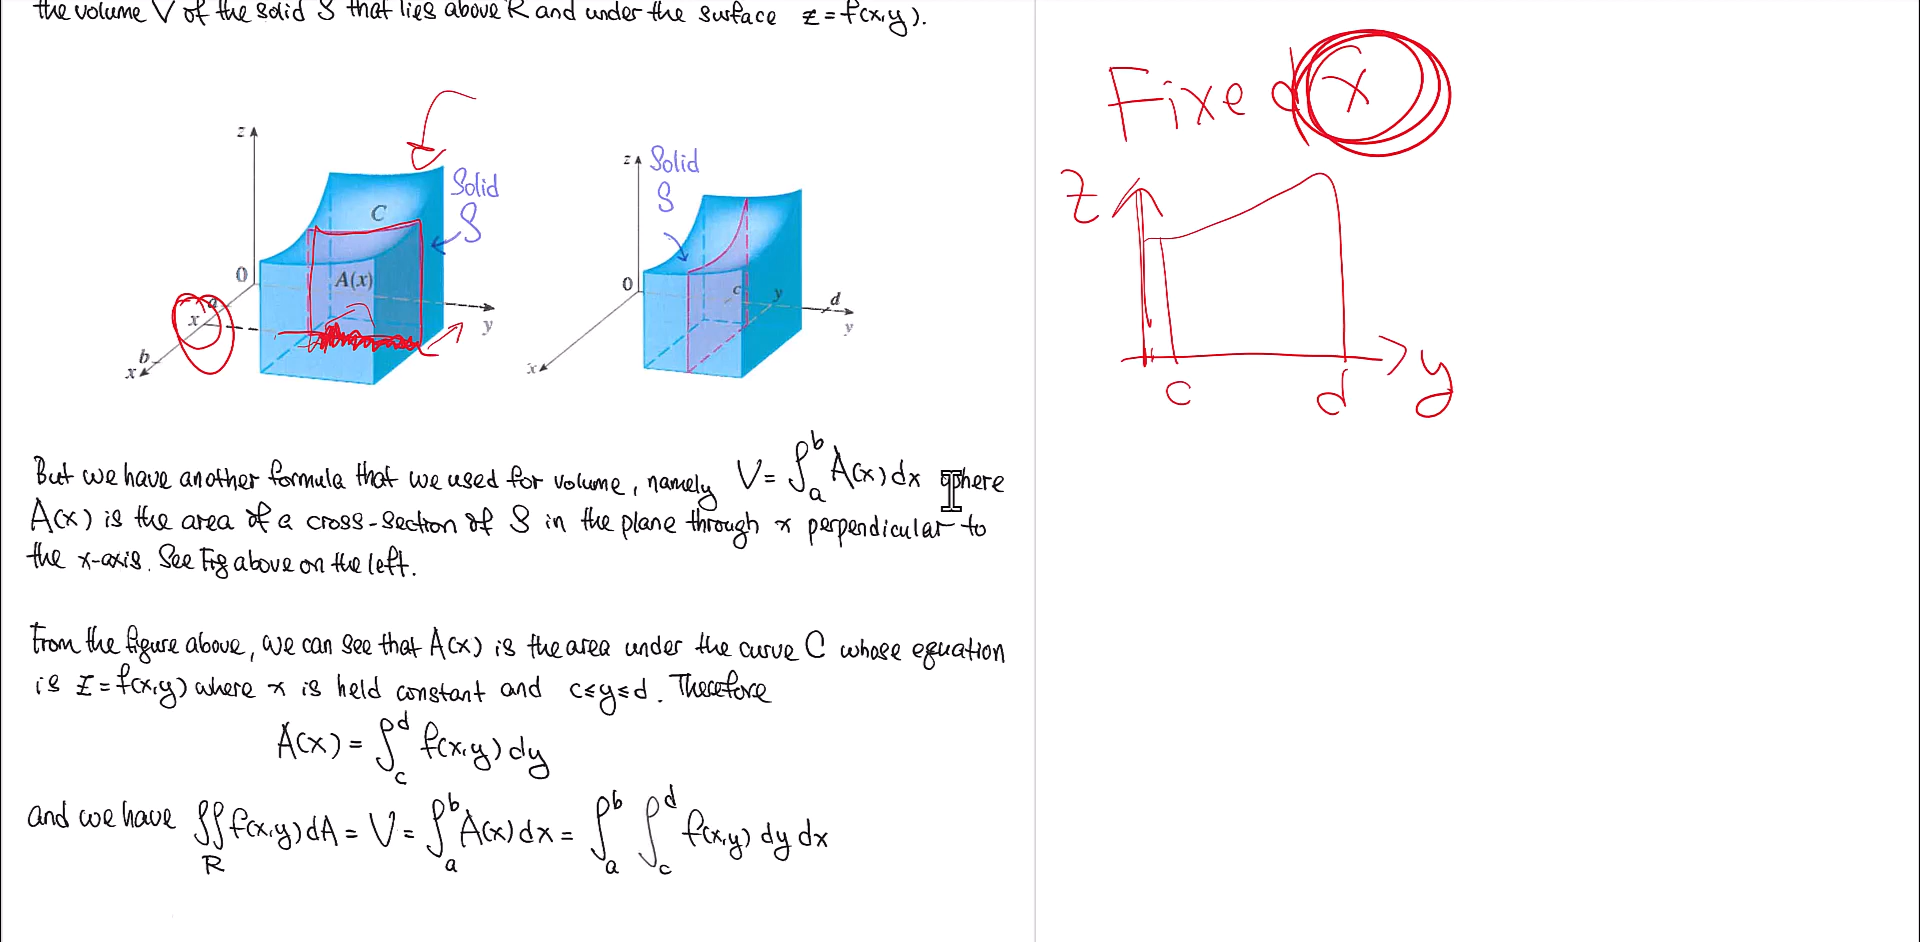 the volume V of the solid S that lies above R and under the surface z = f(x,y).
z
Solid
S
C
A(x)
0
a
x
b
x
y
z
Solid
S
0
c
y
d
y
x
But we have another formula that we used for volume, namely V = ∫_a^b A(x) dx where
A(x) is the area of a cross-section of S in the plane through x perpendicular to
the x-axis. See Fig above on the left.
From the figure above, we can see that A(x) is the area under the curve C whose equation
is z = f(x,y) where x is held constant and c≤y≤d. Therefore
A(x) = ∫_c^d f(x,y) dy
and we have ∬_R f(x,y) dA = V = ∫_a^b A(x) dx = ∫_a^b ∫_c^d f(x,y) dy dx
Fixed x
z
c
d
y